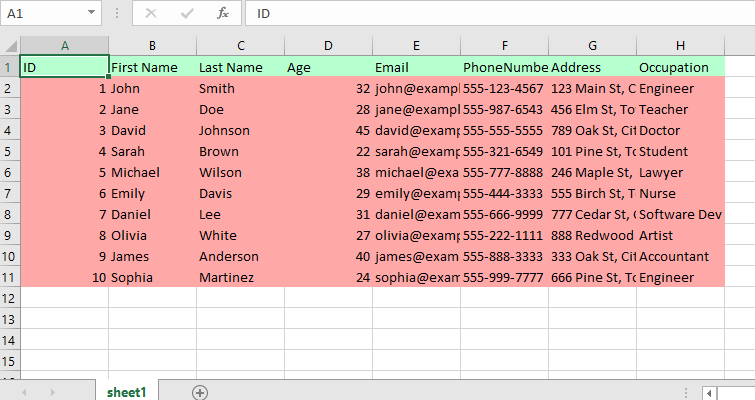 A1 fx ID
A B C D E F G H
1 ID First Name Last Name Age Email PhoneNumbe Address Occupation
2 1 John Smith 32 john@exampl 555-123-4567 123 Main St, C Engineer
3 2 Jane Doe 28 jane@exampl 555-987-6543 456 Elm St, To Teacher
4 3 David Johnson 45 david@exam 555-555-5555 789 Oak St, Cit Doctor
5 4 Sarah Brown 22 sarah@exam 555-321-6549 101 Pine St, To Student
6 5 Michael Wilson 38 michael@exa 555-777-8888 246 Maple St, Lawyer
7 6 Emily Davis 29 emily@exam 555-444-3333 555 Birch St, T Nurse
8 7 Daniel Lee 31 daniel@exam 555-666-9999 777 Cedar St, Software Dev
9 8 Olivia White 27 olivia@exam 555-222-1111 888 Redwood Artist
10 9 James Anderson 40 james@exam 555-888-3333 333 Oak St, Cit Accountant
11 10 Sophia Martinez 24 sophia@exam 555-999-7777 666 Pine St, To Engineer
12
13
14
15
sheet1